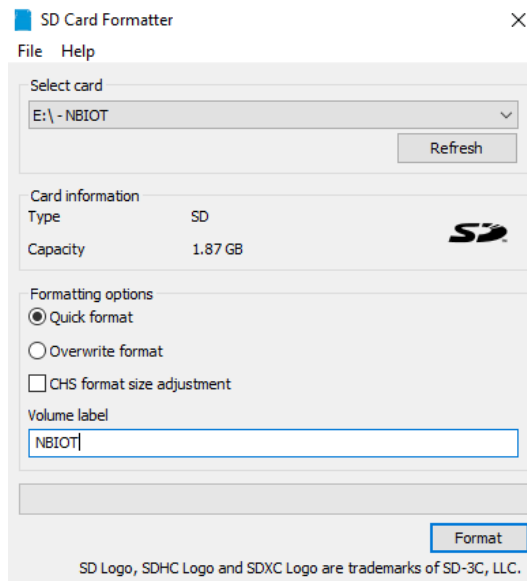 SD Card Formatter
File Help
Select card
E:\ - NBIOT
Refresh
Card information
Type SD
Capacity 1.87 GB
SD
Formatting options
Quick format
Overwrite format
CHS format size adjustment
Volume label
NBIOT
Format
SD Logo, SDHC Logo and SDXC Logo are trademarks of SD-3C, LLC.